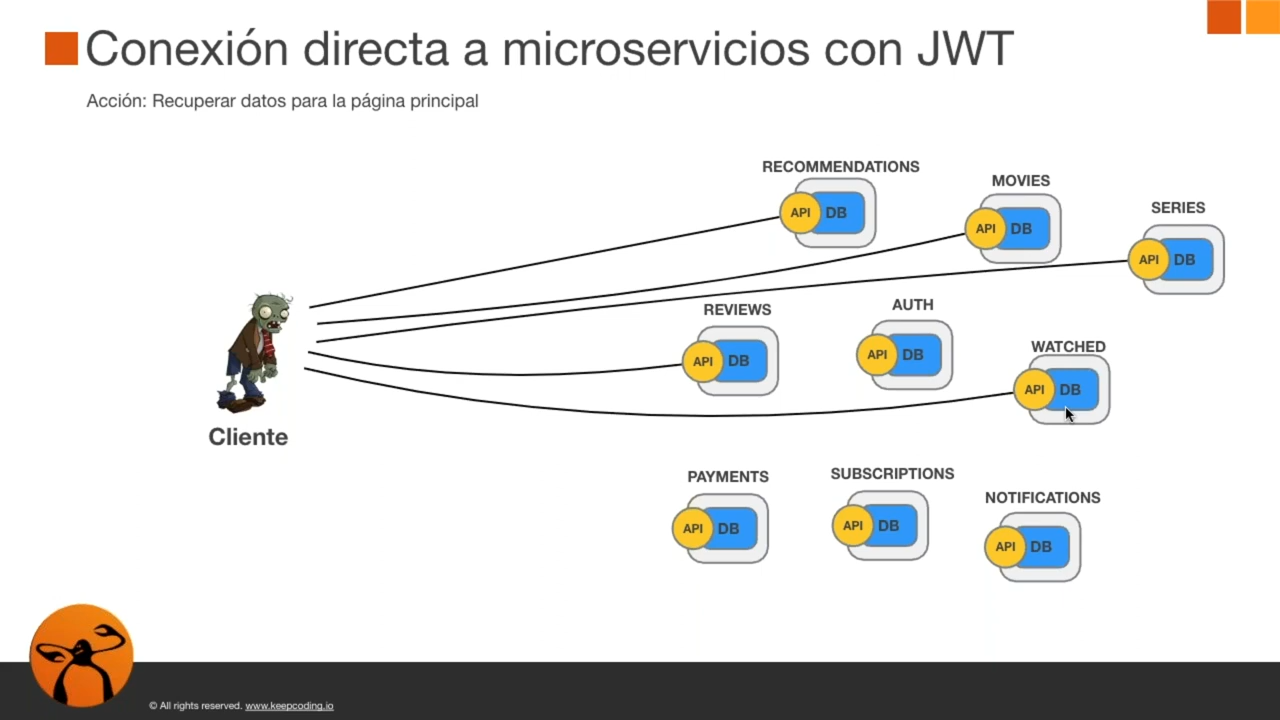 Conexión directa a microservicios con JWT
Acción: Recuperar datos para la página principal
RECOMMENDATIONS
API DB
MOVIES
API DB
SERIES
API DB
REVIEWS
API DB
AUTH
API DB
WATCHED
API DB
Cliente
PAYMENTS
API DB
SUBSCRIPTIONS
API DB
NOTIFICATIONS
API DB
© All rights reserved. www.keepcoding.io